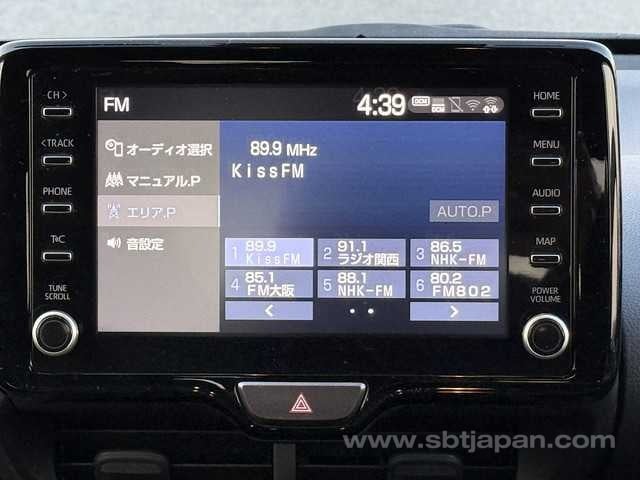 CH >
< TRACK
PHONE
T&C
TUNE
SCROLL
FM
4:39
DCM
DCM
オーディオ選択
マニュアル.P
エリア.P
音設定
89.9 MHz
KissFM
AUTO.P
1 89.9 KissFM
2 91.1 ラジオ関西
3 86.5 NHK-FM
4 85.1 FM大阪
5 88.1 NHK-FM
6 80.2 FM802
<
>
HOME
MENU
AUDIO
MAP
POWER
VOLUME
www.sbtjapan.com